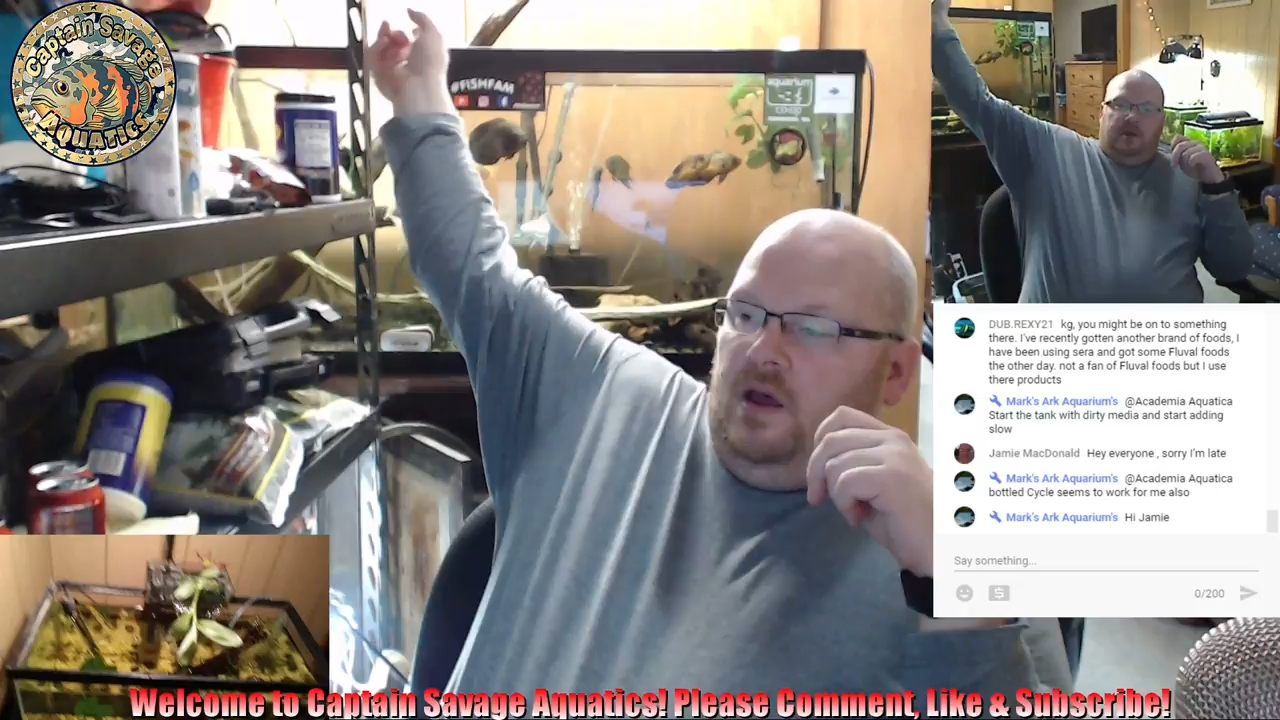 Captain Savage
AQUATICS
#FISHFAM
aquarium
CO-OP
DUB.REXY21 kg, you might be on to something
there. I've recently gotten another brand of foods, I
have been using sera and got some Fluval foods
the other day. not a fan of Fluval foods but I use
there products
Mark's Ark Aquarium's @Academia Aquatica
Start the tank with dirty media and start adding
slow
Jamie MacDonald Hey everyone , sorry I'm late
Mark's Ark Aquarium's @Academia Aquatica
bottled Cycle seems to work for me also
Mark's Ark Aquarium's Hi Jamie
Say something...
0/200
Welcome to Captain Savage Aquatics! Please Comment, Like & Subscribe!